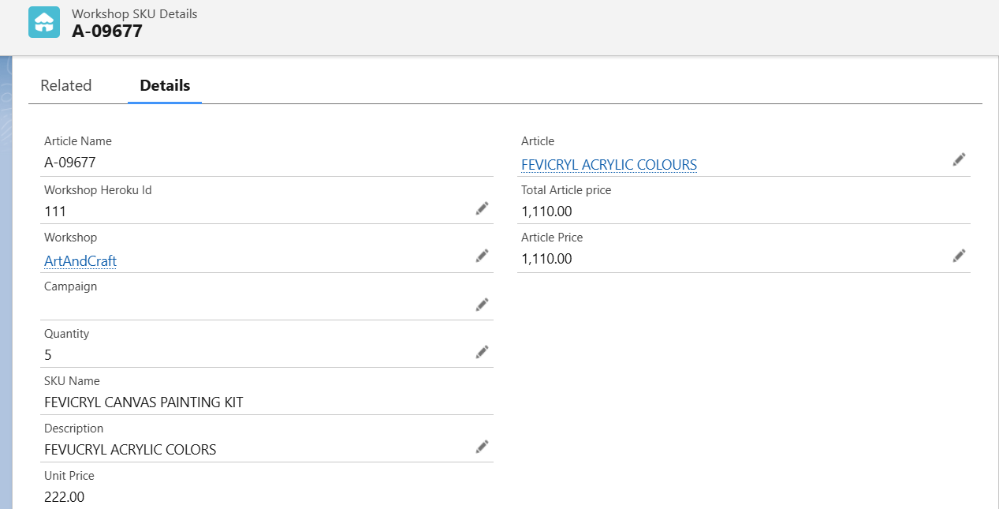 Workshop SKU Details
A-09677
Related
Details
Article Name
A-09677
Workshop Heroku Id
111
Workshop
ArtAndCraft
Campaign
Quantity
5
SKU Name
FEVICRYL CANVAS PAINTING KIT
Description
FEVUCRYL ACRYLIC COLORS
Unit Price
222.00
Article
FEVICRYL ACRYLIC COLOURS
Total Article price
1,110.00
Article Price
1,110.00